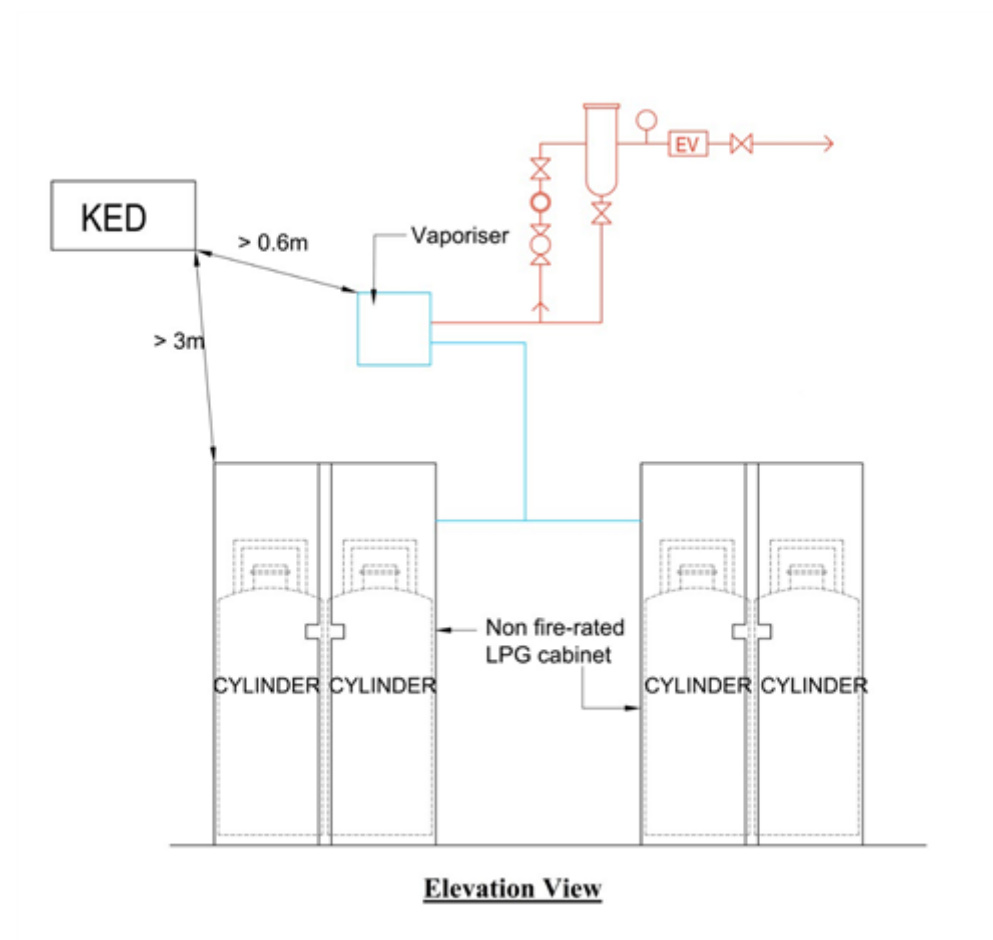 EV
KED
> 0.6m
Vaporiser
> 3m
Non fire-rated
LPG cabinet
CYLINDER CYLINDER
CYLINDER CYLINDER
Elevation View